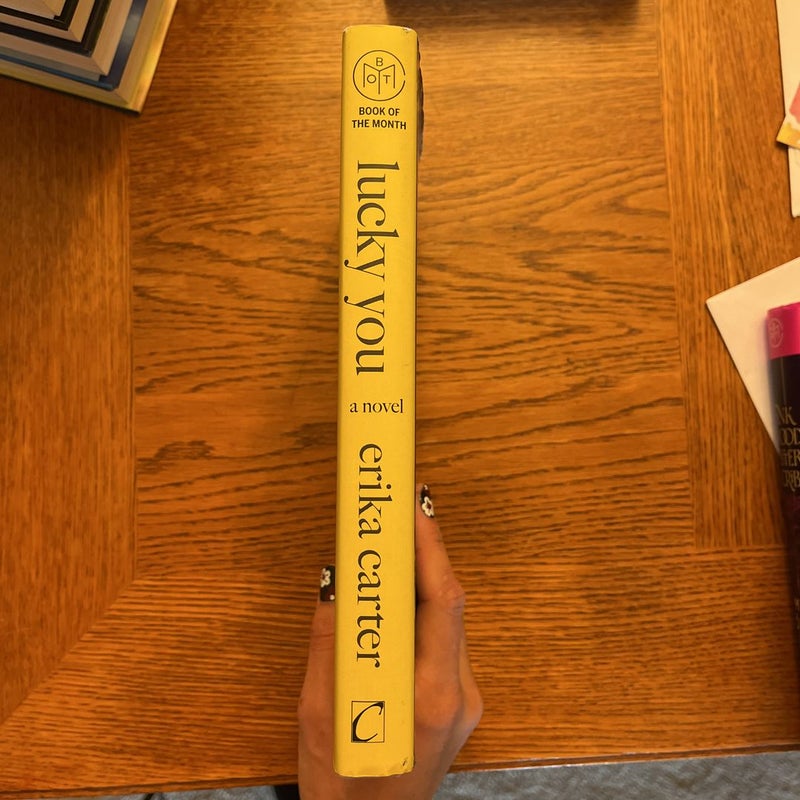 B
O T
M
BOOK OF
THE MONTH
lucky you
a novel
erika carter
C